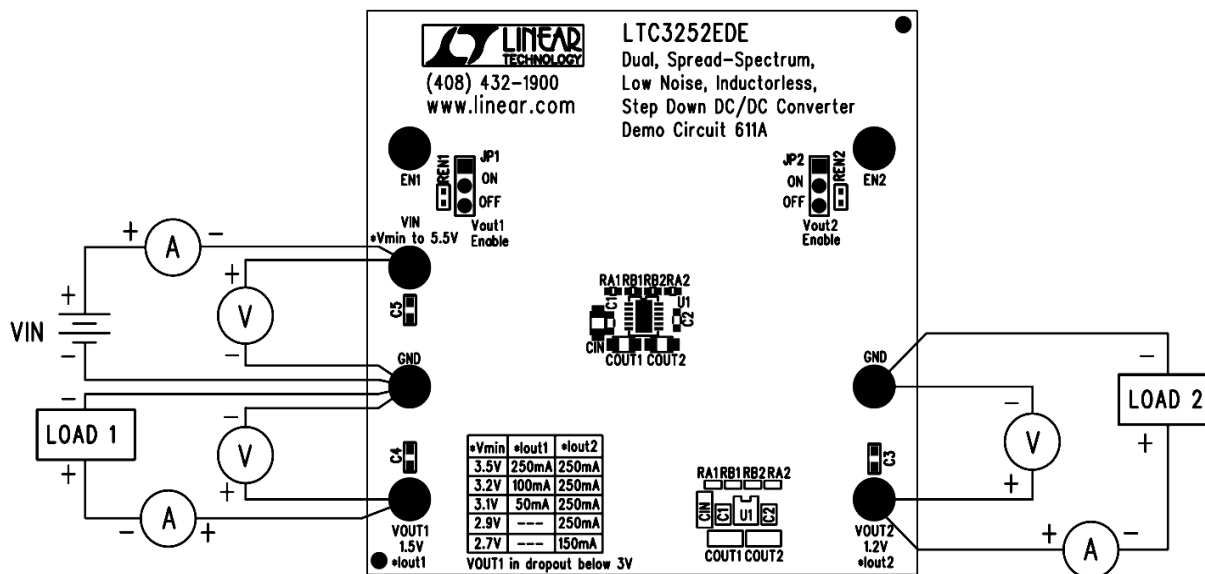 LINEAR
TECHNOLOGY
(408) 432-1900
www.linear.com
LTC3252EDE
Dual, Spread-Spectrum,
Low Noise, Inductorless,
Step Down DC/DC Converter
Demo Circuit 611A
EN1
REN1
JP1
ON
OFF
Vout1
Enable
JP2
ON
OFF
REN2
Vout2
Enable
EN2
VIN
*Vmin to 5.5V
+ A -
+
VIN
-
+
V
-
C5
GND
RA1 RB1 RB2 RA2
C1
U1
C2
CIN
COUT1 COUT2
GND
-
LOAD 1
+
-
V
+
C4
- A +
VOUT1
1.5V
*Iout1
*Vmin *Iout1 *Iout2
3.5V 250mA 250mA
3.2V 100mA 250mA
3.1V 50mA 250mA
2.9V --- 250mA
2.7V --- 150mA
VOUT1 in dropout below 3V
RA1 RB1 RB2 RA2
CIN C1 U1 C2
COUT1 COUT2
C3
VOUT2
1.2V
*Iout2
-
V
+
-
LOAD 2
+
+ A -